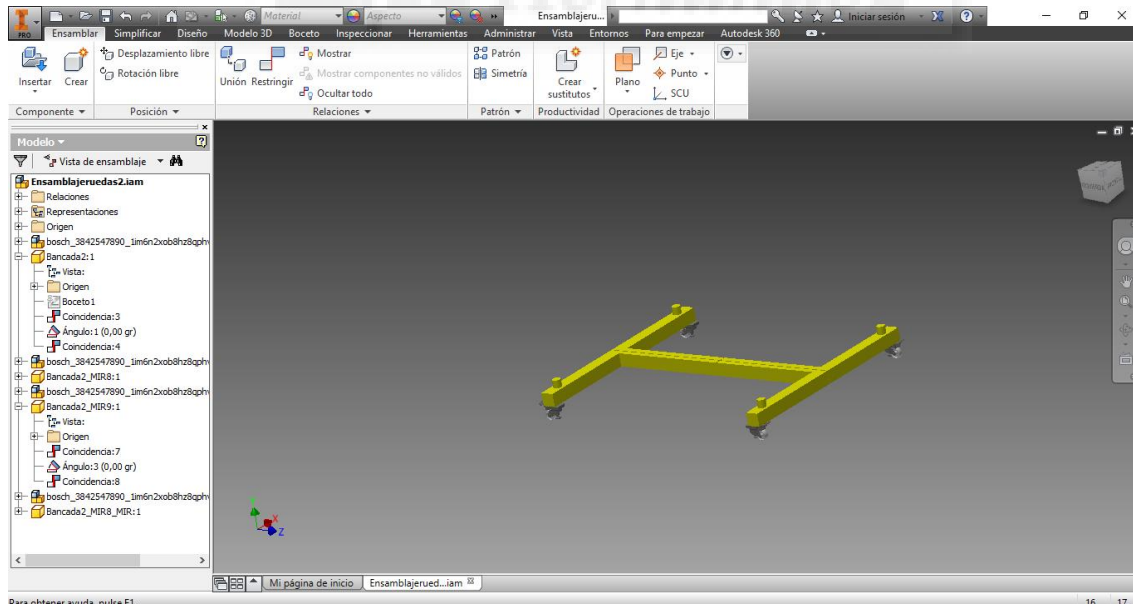 PRO
Material
Aspecto
Ensamblajeru...
Iniciar sesión
Ensamblar Simplificar Diseño Modelo 3D Boceto Inspeccionar Herramientas Administrar Vista Entornos Para empezar Autodesk 360
Insertar
Crear
Desplazamiento libre
Rotación libre
Unión Restringir
Mostrar
Mostrar componentes no válidos
Ocultar todo
Patrón
Simetría
Crear
sustitutos
Plano
Eje
Punto
SCU
Componente Posición Relaciones Patrón Productividad Operaciones de trabajo
Modelo
Vista de ensamblaje
Ensamblajeruedas2.iam
Relaciones
Representaciones
Origen
bosch_3842547890_1im6n2xob8hz8qphv
Bancada2:1
Vista:
Origen
Boceto1
Coincidencia:3
Ángulo:1 (0,00 gr)
Coincidencia:4
bosch_3842547890_1im6n2xob8hz8qphv
Bancada2_MIR8:1
bosch_3842547890_1im6n2xob8hz8qphv
Bancada2_MIR9:1
Vista:
Origen
Coincidencia:7
Ángulo:3 (0,00 gr)
Coincidencia:8
bosch_3842547890_1im6n2xob8hz8qphv
Bancada2_MIR8_MIR:1
X
Z
Mi página de inicio
Ensamblajerued...iam
Para obtener ayuda, pulse F1
16 17